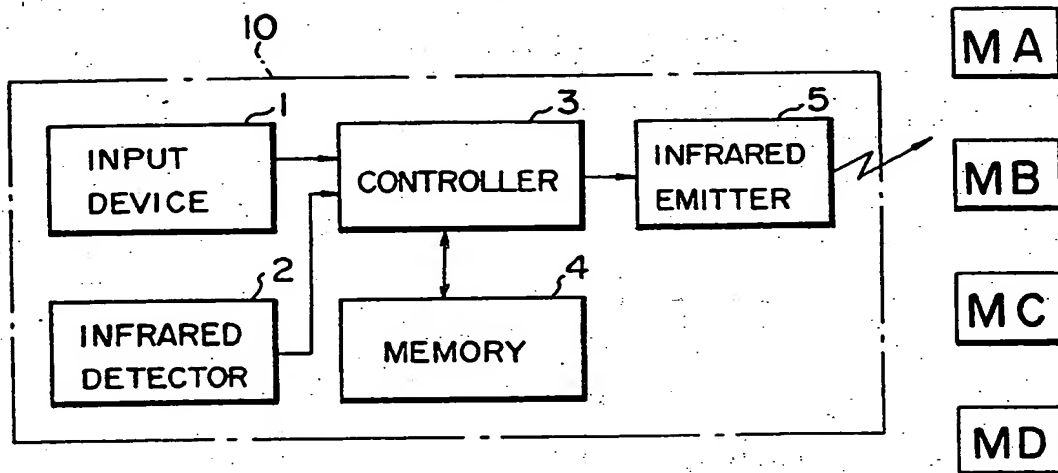 10
MA
1
3
5
INPUT
DEVICE
CONTROLLER
INFRARED
EMITTER
MB
2
4
INFRARED
DETECTOR
MEMORY
MC
MD